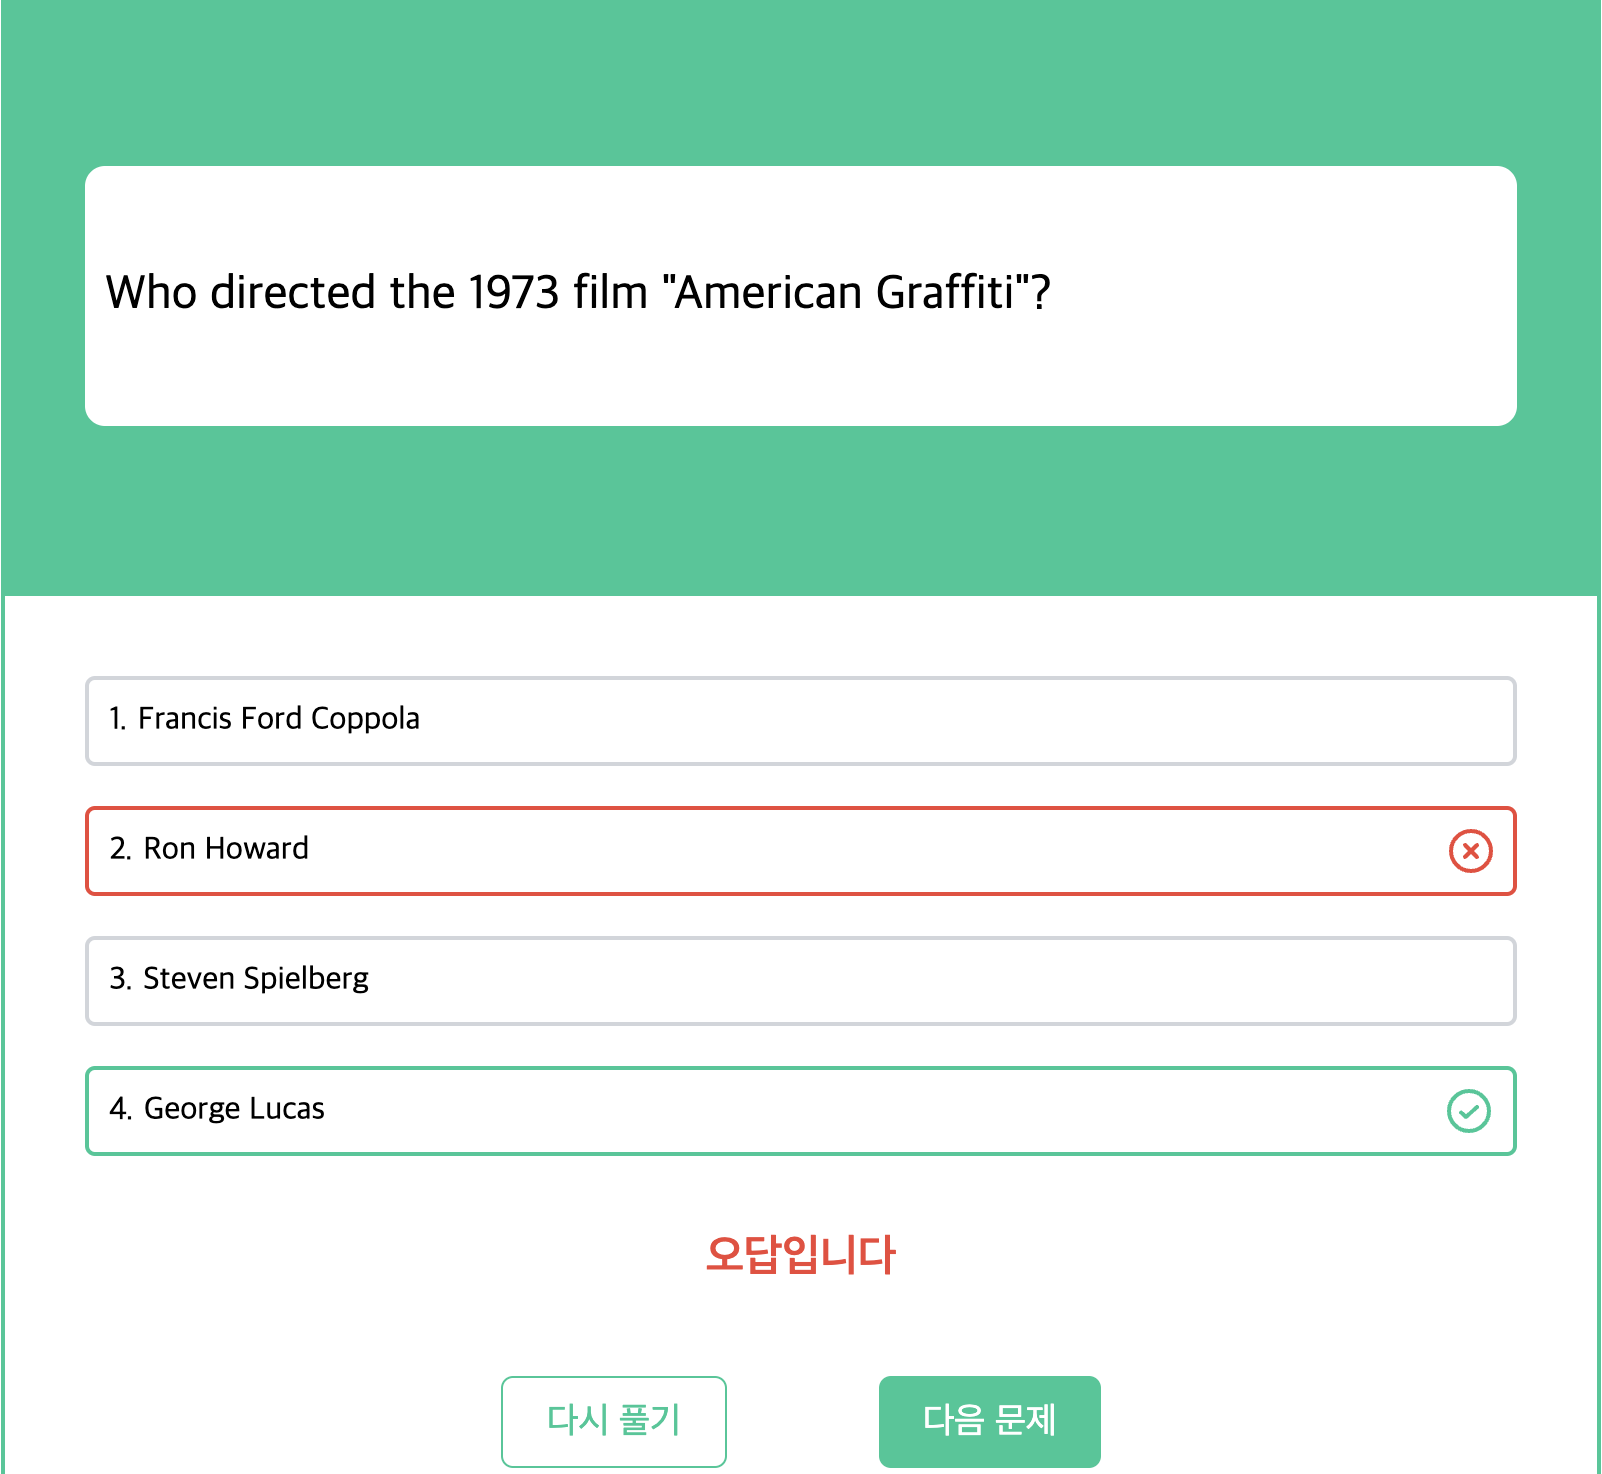 Who directed the 1973 film "American Graffiti"?
1. Francis Ford Coppola
2. Ron Howard
3. Steven Spielberg
4. George Lucas
오답입니다
다시 풀기
다음 문제